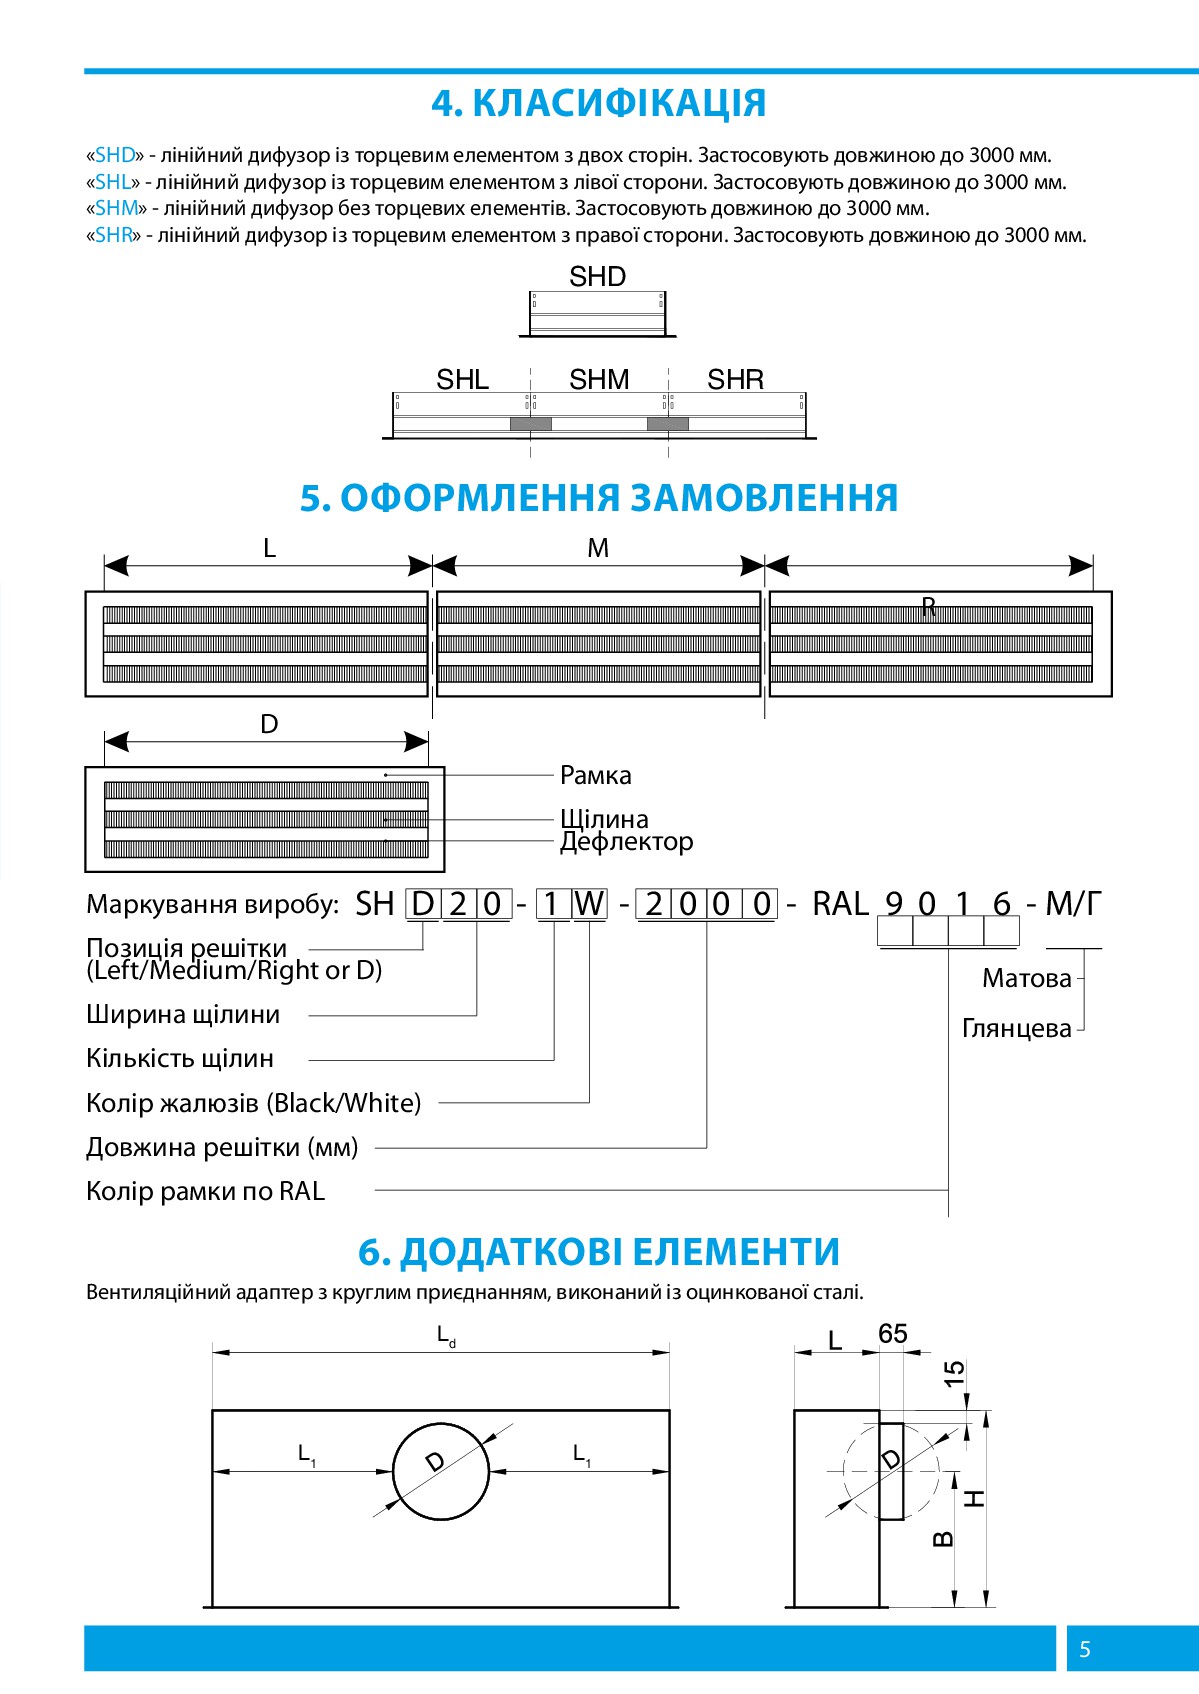 4. КЛАСИФІКАЦІЯ
«SHD» - лінійний дифузор із торцевим елементом з двох сторін. Застосовують довжиною до 3000 мм.
«SHL» - лінійний дифузор із торцевим елементом з лівої сторони. Застосовують довжиною до 3000 мм.
«SHM» - лінійний дифузор без торцевих елементів. Застосовують довжиною до 3000 мм.
«SHR» - лінійний дифузор із торцевим елементом з правої сторони. Застосовують довжиною до 3000 мм.
SHD
SHL SHM SHR
5. ОФОРМЛЕННЯ ЗАМОВЛЕННЯ
L M
R
D
Рамка
Щілина
Дефлектор
Маркування виробу: SH D 2 0 - 1 W - 2 0 0 0 - RAL 9 0 1 6 - М/Г
Позиція решітки
(Left/Medium/Right or D)
Матова
Ширина щілини
Глянцева
Кількість щілин
Колір жалюзів (Black/White)
Довжина решітки (мм)
Колір рамки по RAL
6. ДОДАТКОВІ ЕЛЕМЕНТИ
Вентиляційний адаптер з круглим приєднанням, виконаний із оцинкованої сталі.
Ld L 65
15
L1 D L1 D
H
B
5